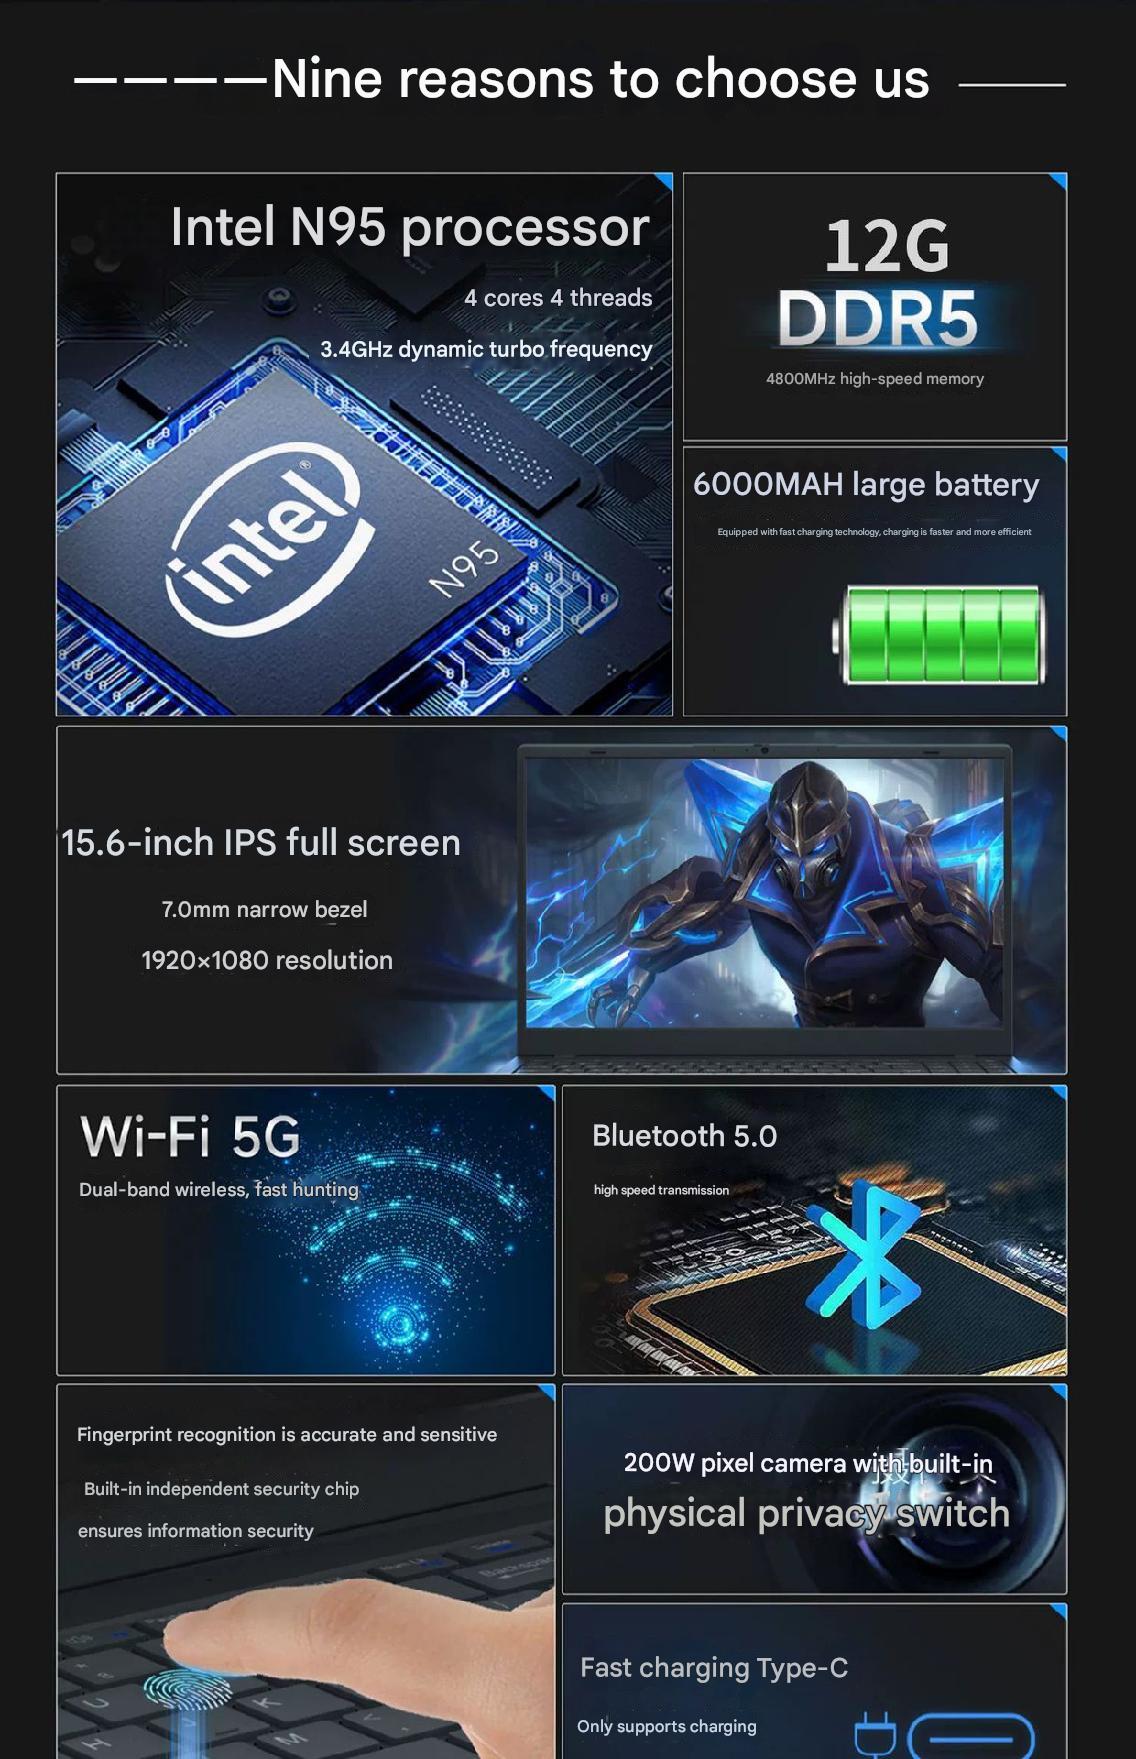 ————Nine reasons to choose us ——
Intel N95 processor
4 cores 4 threads
3.4GHz dynamic turbo frequency
intel
®
N95
12G
DDR5
4800MHz high-speed memory
6000MAH large battery
Equipped with fast charging technology, charging is faster and more efficient
15.6-inch IPS full screen
7.0mm narrow bezel
1920×1080 resolution
Wi-Fi 5G
Dual-band wireless, fast hunting
Bluetooth 5.0
high speed transmission
Fingerprint recognition is accurate and sensitive
Built-in independent security chip
ensures information security
Backspac
K
M
200W pixel camera with built-in
physical privacy switch
Fast charging Type-C
Only supports charging